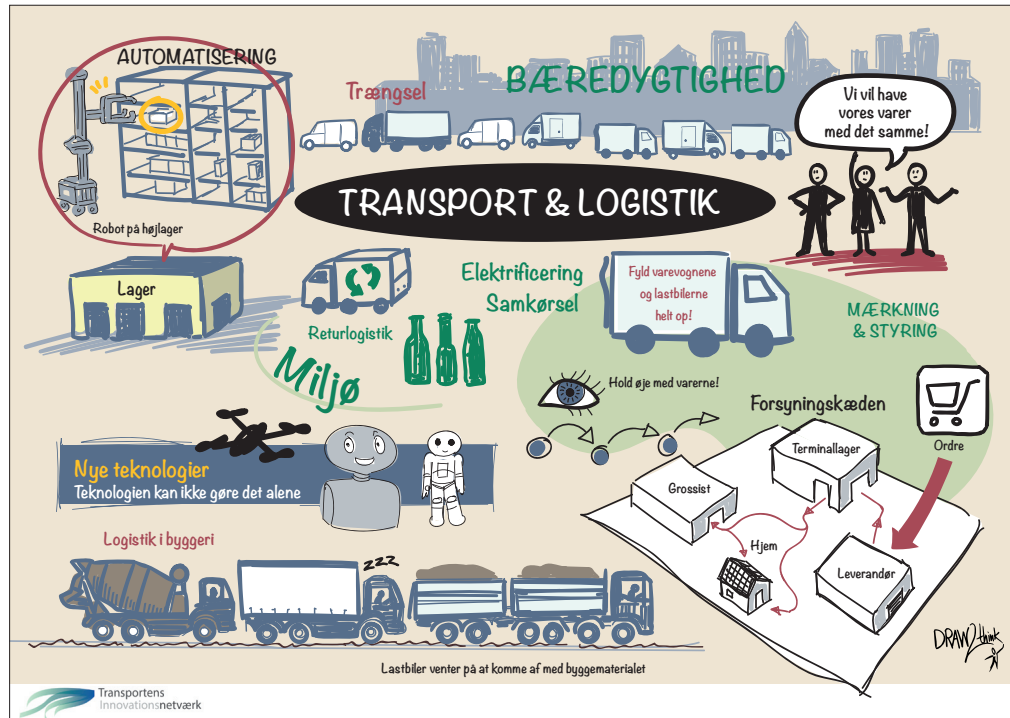 AUTOMATISERING
BÆREDYGTIGHED
Trængsel
Vi vil have
vores varer
med det samme!
TRANSPORT & LOGISTIK
Robot på højlager
Lager
Returlogistik
Elektrificering
Samkørsel
Fyld varevognene
og lastbilerne
helt op!
MÆRKNING
& STYRING
Miljø
Hold øje med varerne!
Forsyningskæden
Ordre
Terminallager
Grossist
Hjem
Leverandør
Nye teknologier
Teknologien kan ikke gøre det alene
Logistik i byggeri
zzz
Lastbiler venter på at komme af med byggematerialet
DRAW2think
Transportens
Innovationsnetværk